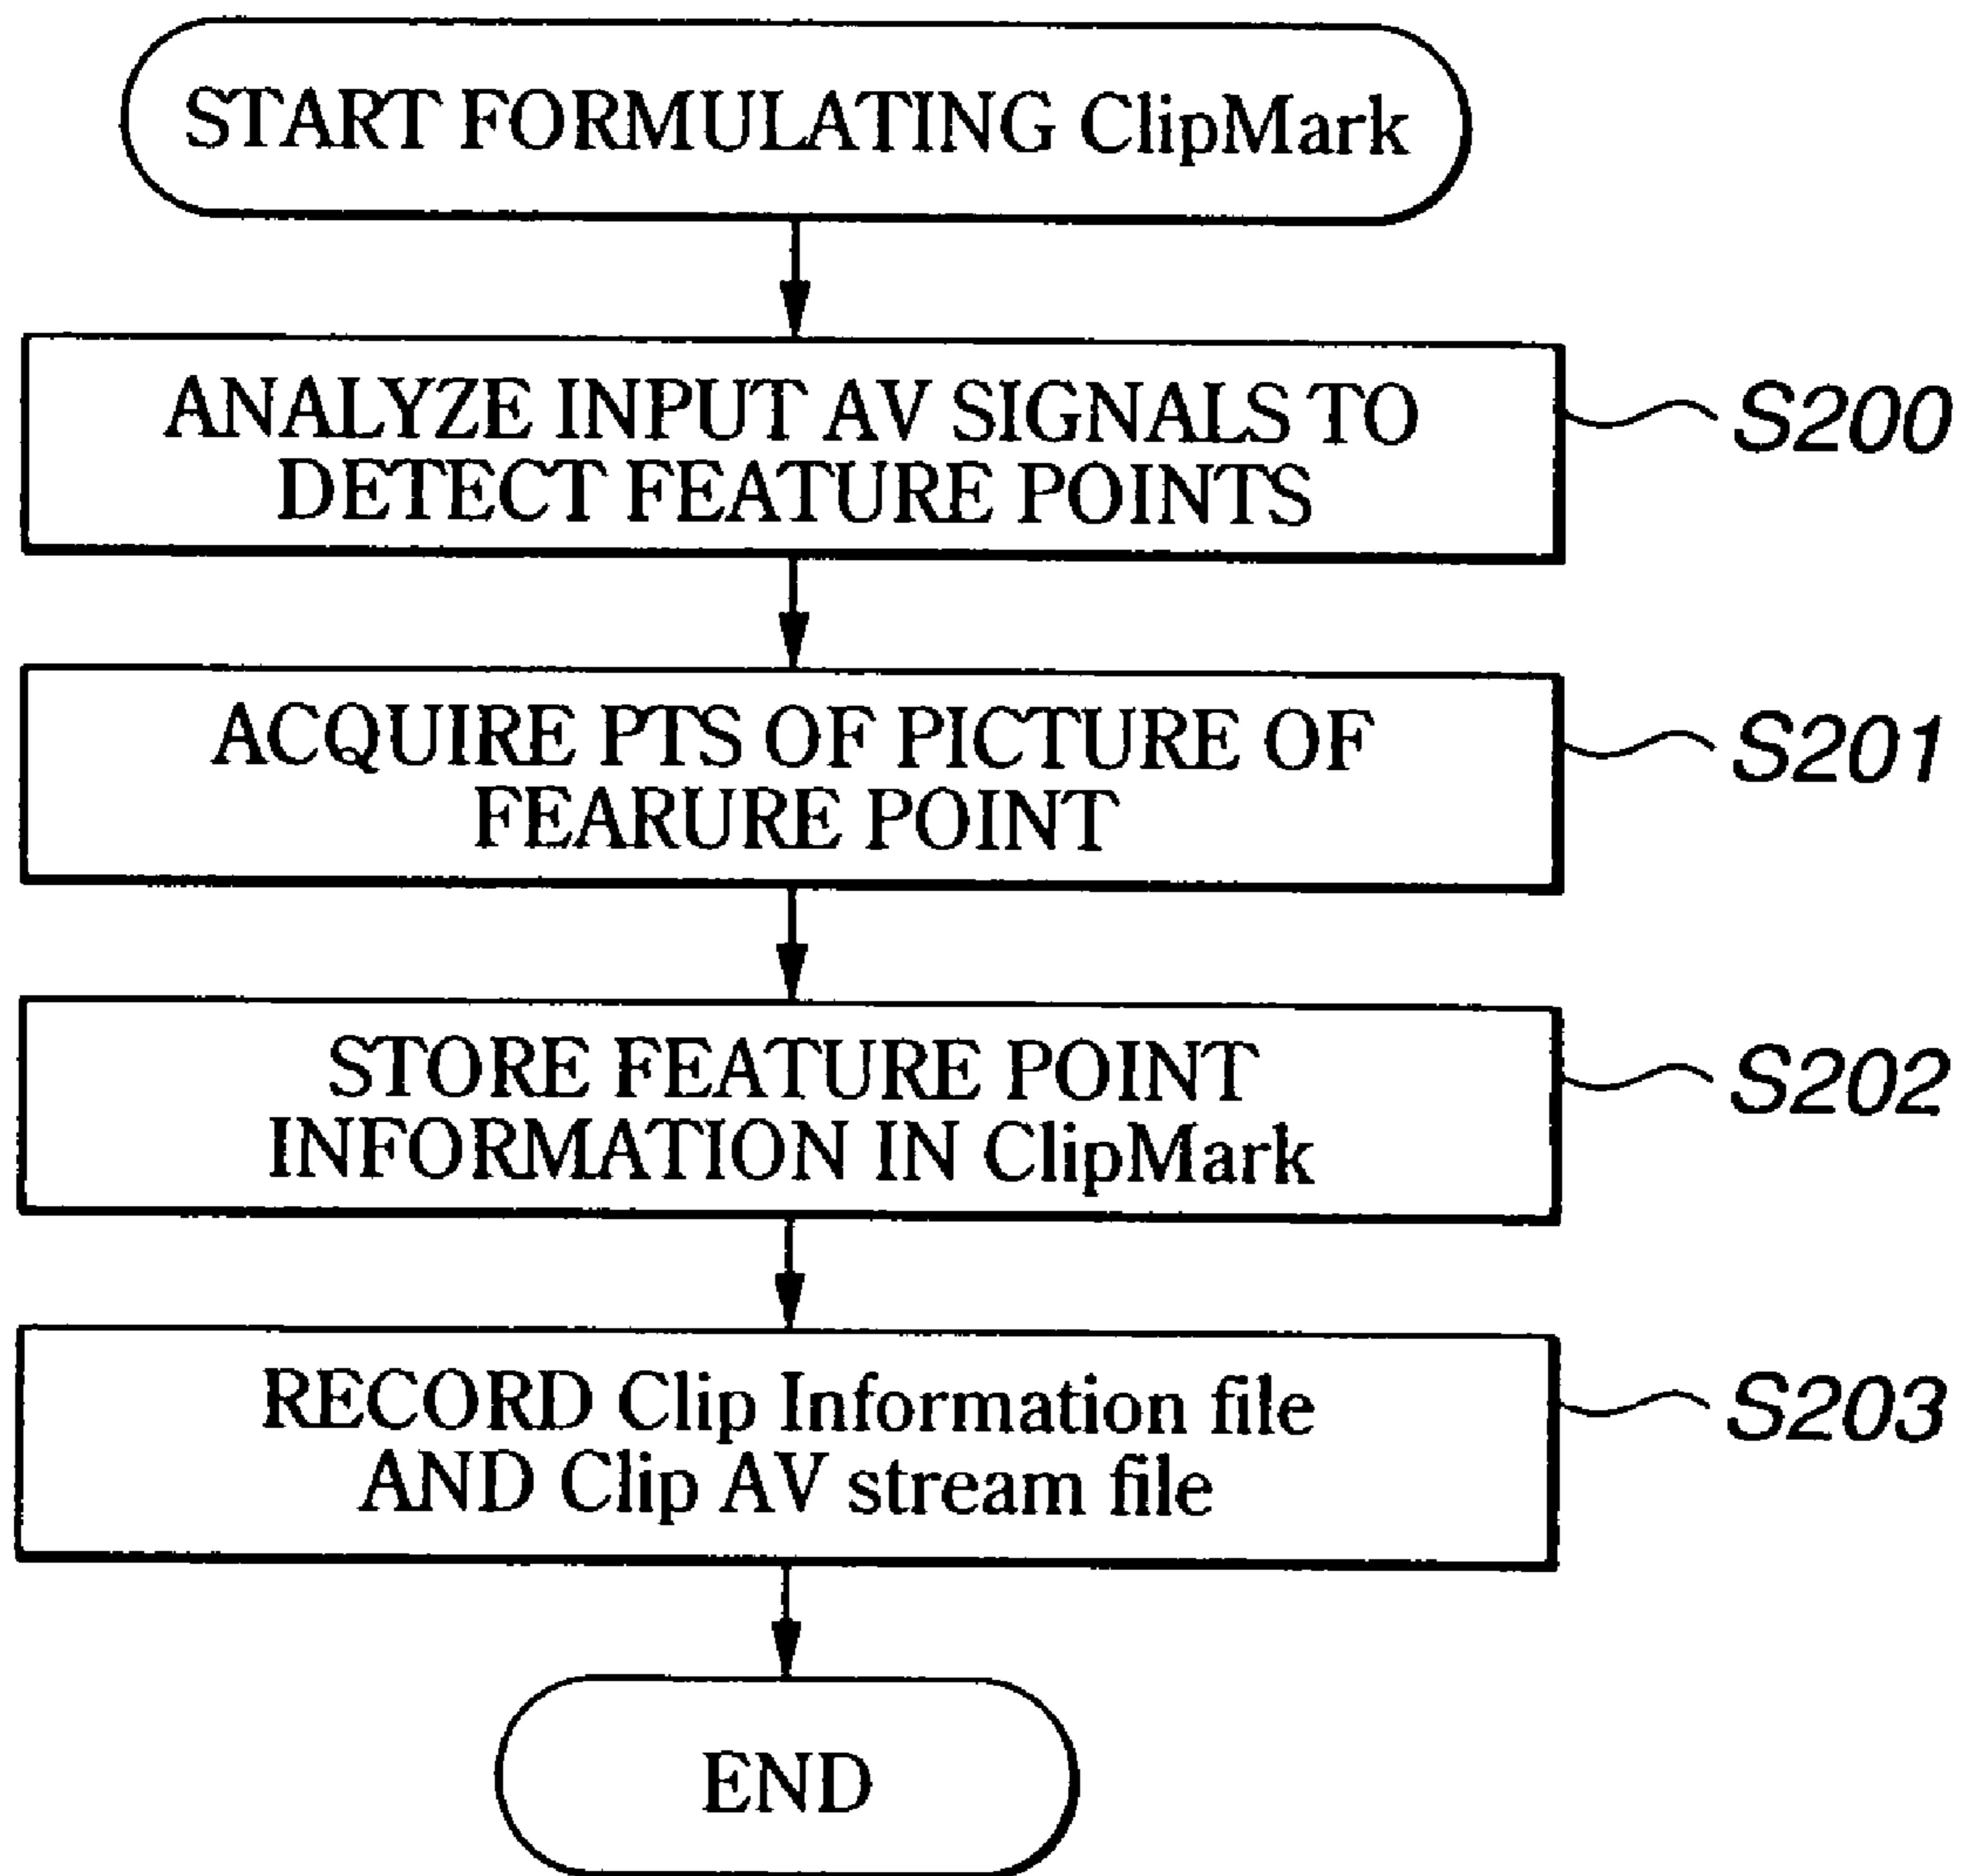 START FORMULATING ClipMark
ANALYZE INPUT AV SIGNALS TO
DETECT FEATURE POINTS
S200
ACQUIRE PTS OF PICTURE OF
FEARURE POINT
S201
STORE FEATURE POINT
INFORMATION IN ClipMark
S202
RECORD Clip Information file
AND Clip AV stream file
S203
END